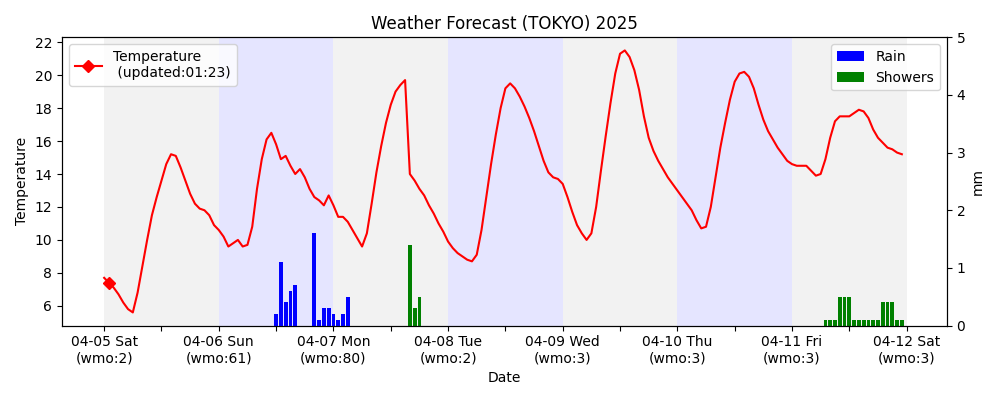 Weather Forecast (TOKYO) 2025
Temperature
(updated:01:23)
Rain
Showers
22
20
18
16
14
12
10
8
6
Temperature
5
4
3
2
1
0
mm
04-05 Sat
(wmo:2)
04-06 Sun
(wmo:61)
04-07 Mon
(wmo:80)
04-08 Tue
(wmo:2)
04-09 Wed
(wmo:3)
04-10 Thu
(wmo:3)
04-11 Fri
(wmo:3)
04-12 Sat
(wmo:3)
Date